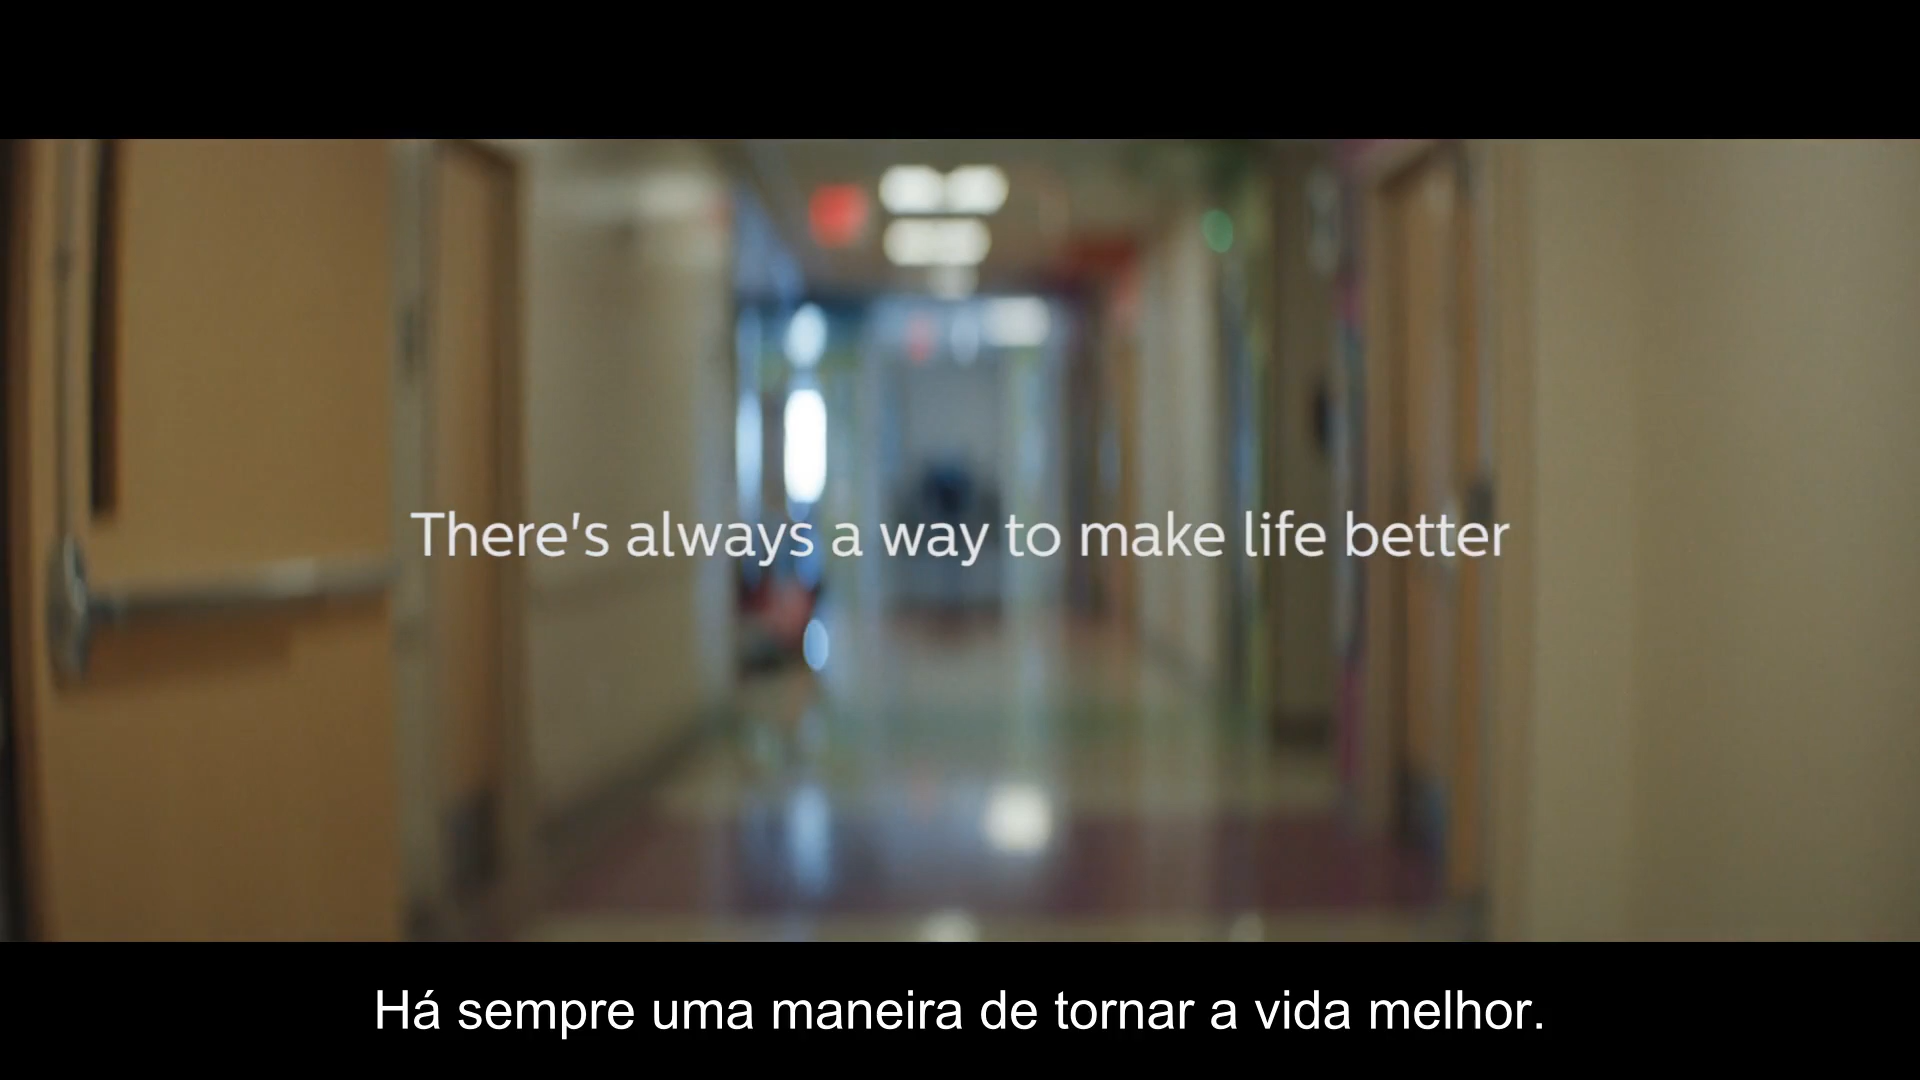 There's always a way to make life better
Há sempre uma maneira de tornar a vida melhor.